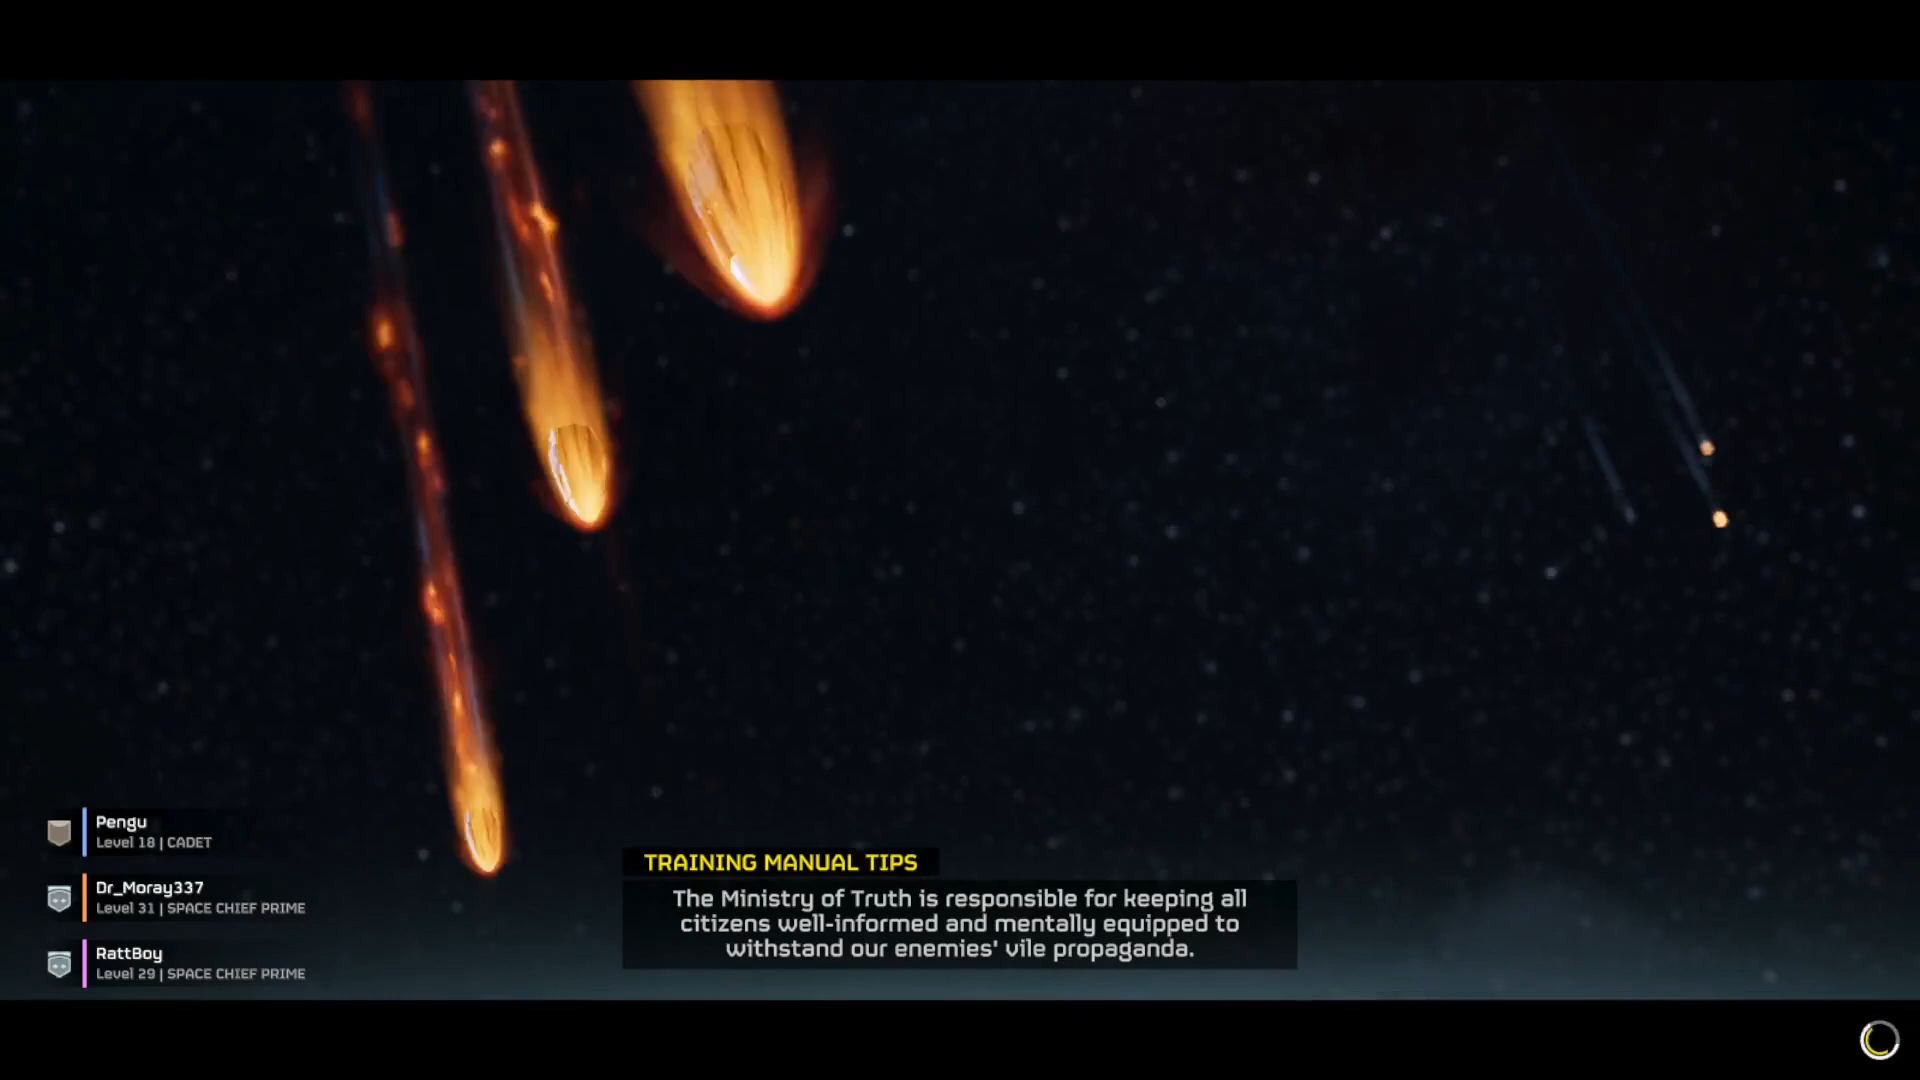 Pengu
Level 18 | CADET
Dr_Moray337
Level 31 | SPACE CHIEF PRIME
RattBoy
Level 29 | SPACE CHIEF PRIME
TRAINING MANUAL TIPS
The Ministry of Truth is responsible for keeping all
citizens well-informed and mentally equipped to
withstand our enemies' vile propaganda.